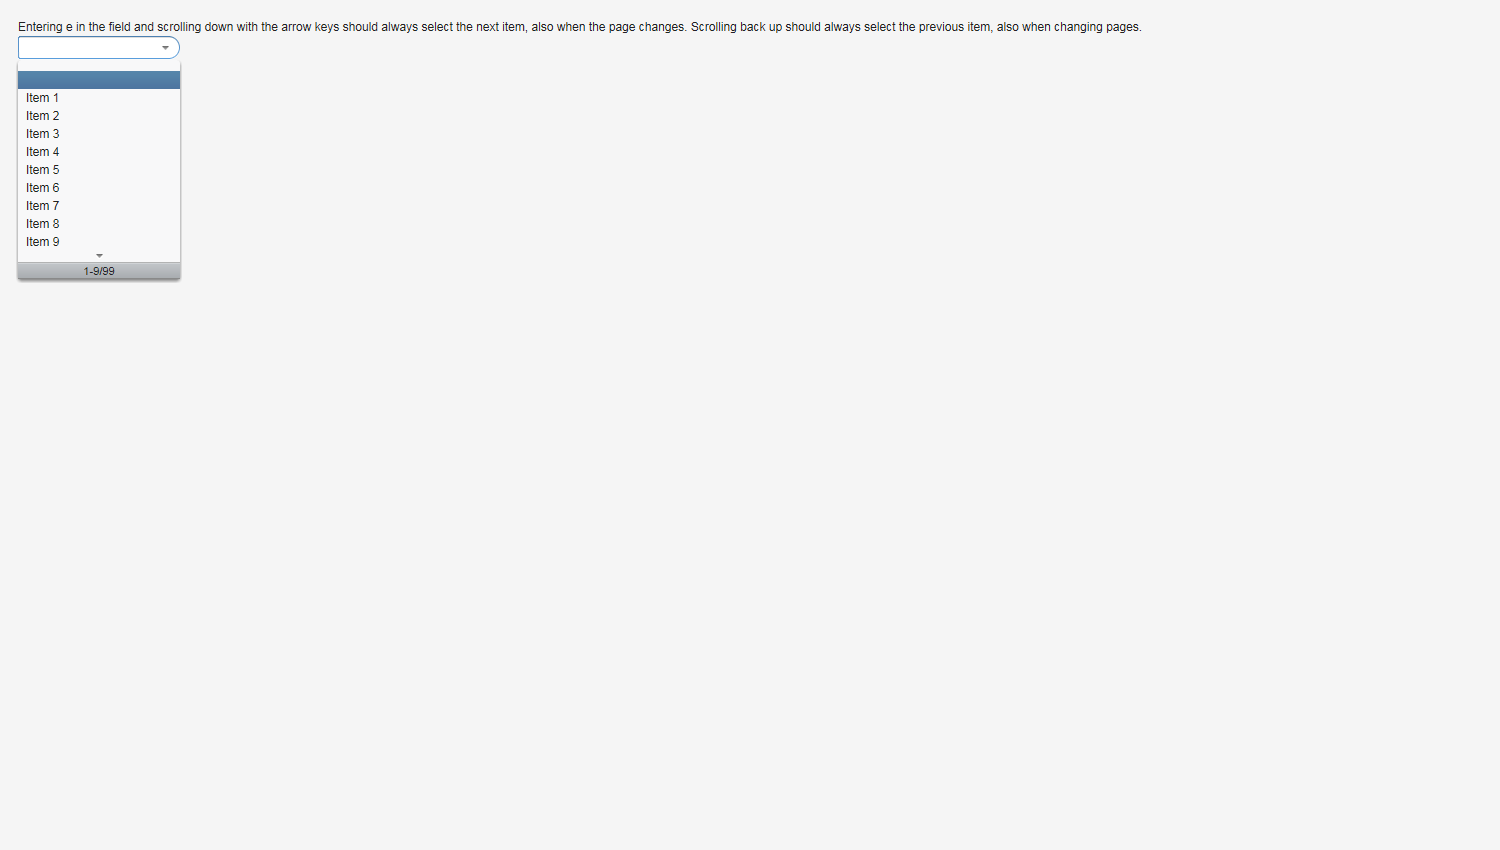 Entering e in the field and scrolling down with the arrow keys should always select the next item, also when the page changes. Scrolling back up should always select the previous item, also when changing pages.
Item 1
Item 2
Item 3
Item 4
Item 5
Item 6
Item 7
Item 8
Item 9
1-9/99